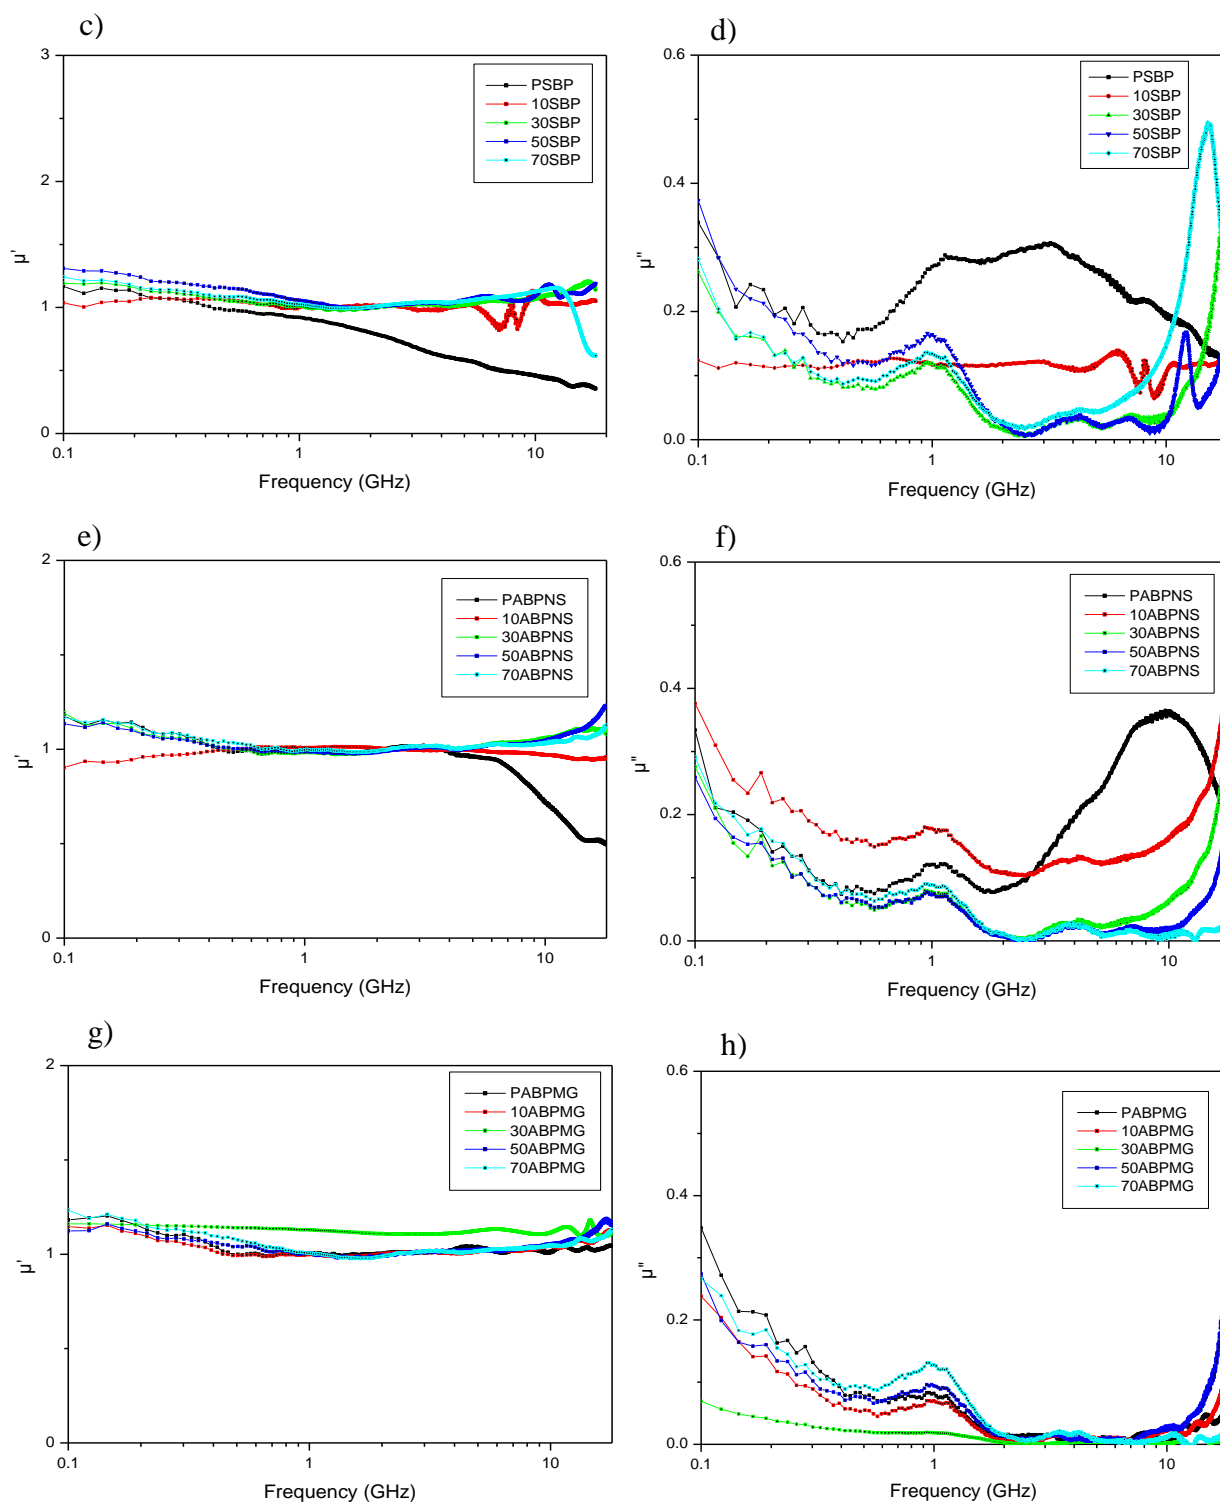 c)
3
2
1
0
0.1
1
10
μ'
Frequency (GHz)
PSBP
10SBP
30SBP
50SBP
70SBP
d)
0.6
0.4
0.2
0.0
0.1
1
10
μ"
Frequency (GHz)
PSBP
10SBP
30SBP
50SBP
70SBP
e)
2
1
0
0.1
1
10
μ'
Frequency (GHz)
PABPNS
10ABPNS
30ABPNS
50ABPNS
70ABPNS
f)
0.6
0.4
0.2
0.0
0.1
1
10
μ"
Frequency (GHz)
PABPNS
10ABPNS
30ABPNS
50ABPNS
70ABPNS
g)
2
1
0
0.1
1
10
μ'
Frequency (GHz)
PABPMG
10ABPMG
30ABPMG
50ABPMG
70ABPMG
h)
0.6
0.4
0.2
0.0
0.1
1
10
μ"
Frequency (GHz)
PABPMG
10ABPMG
30ABPMG
50ABPMG
70ABPMG